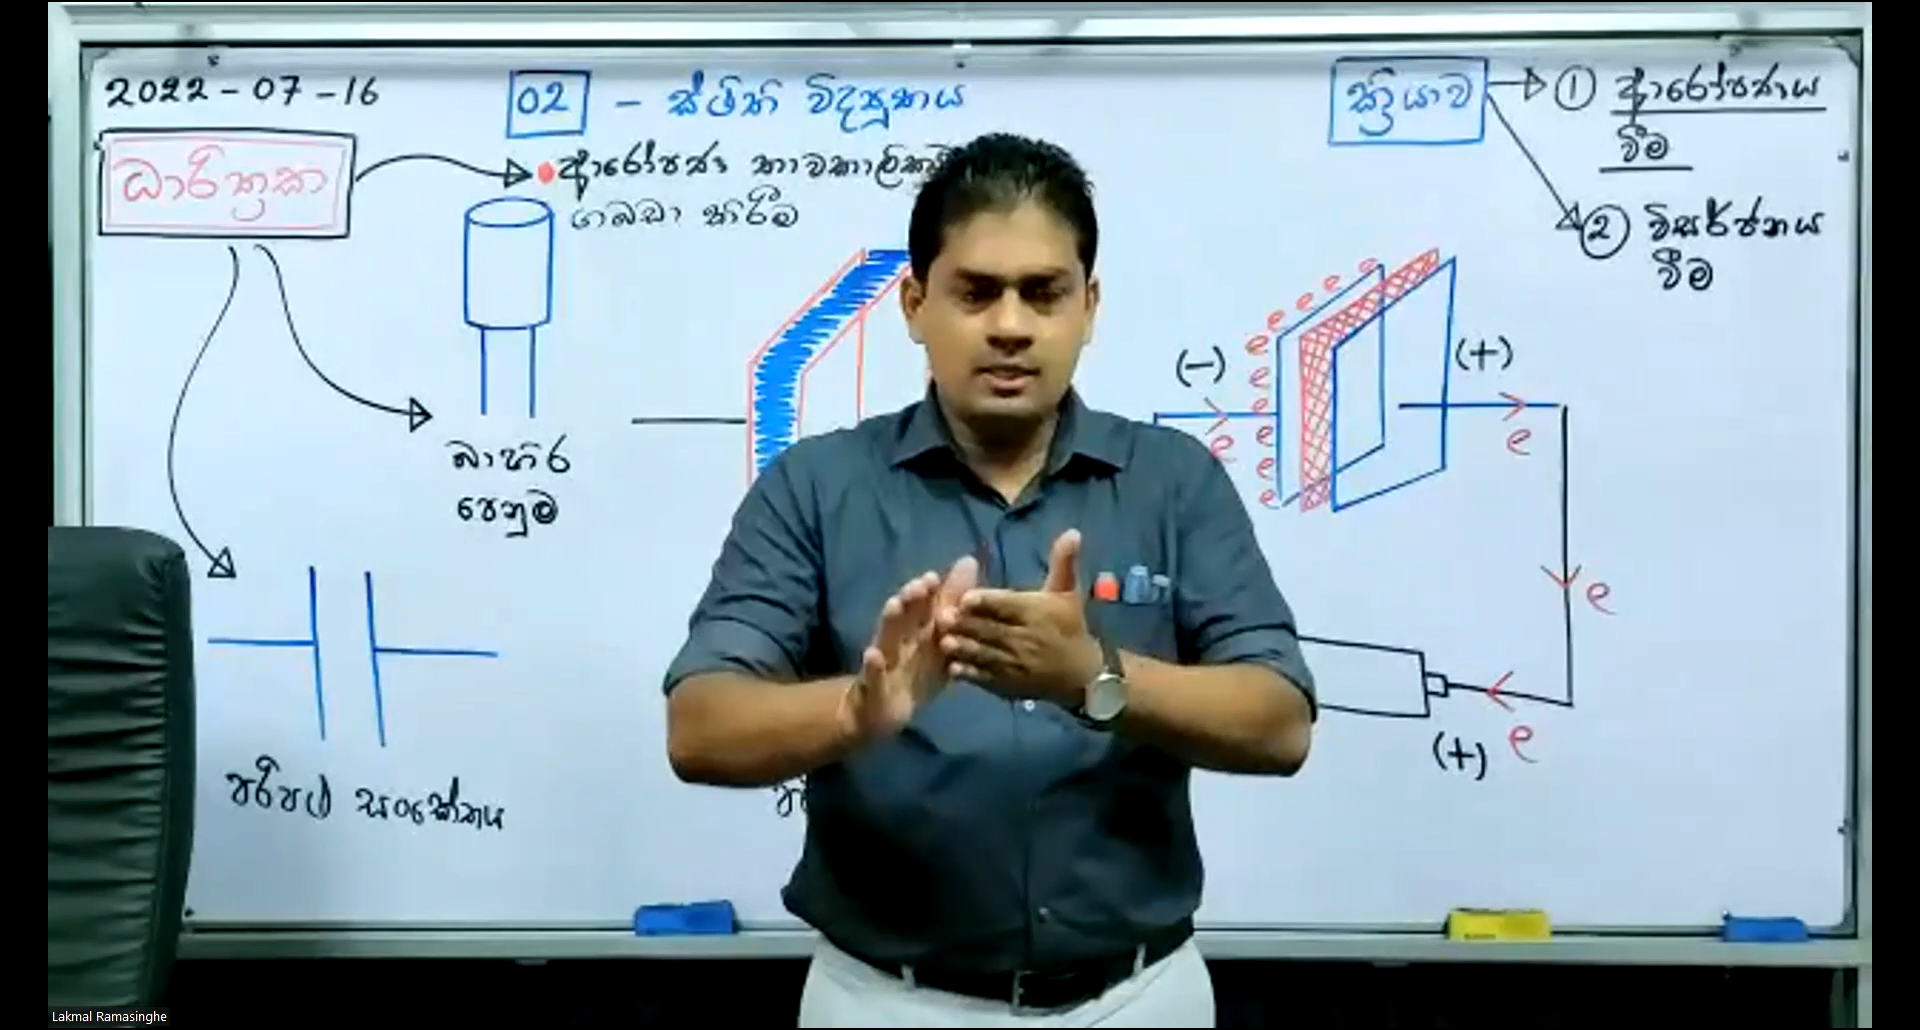 2022-07-16
02 - ස්ථිති විද්‍යුතය
ධාරිත්‍රක
ආරෝපණ තාවකාලිකව
ගබඩා කිරීම
ක්‍රියාව
1 ආරෝපණය
වීම
2 විසර්ජනය
වීම
බාහිර
පෙනුම
පරිපථ සංකේතය
e e e e e e e e e e
(-)
(+)
e
e
e
(+) e
Lakmal Ramasinghe